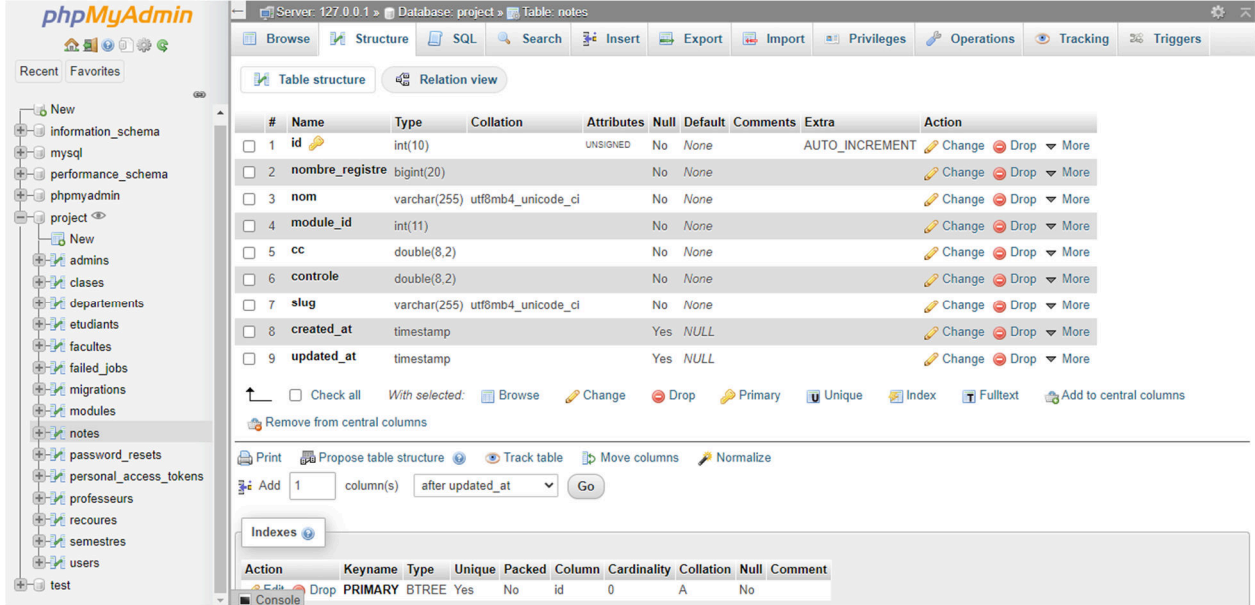 phpMyAdmin
Recent Favorites
New
information_schema
mysql
performance_schema
phpmyadmin
project
New
admins
clases
departements
etudiants
facultes
failed_jobs
migrations
modules
notes
password_resets
personal_access_tokens
professeurs
recoures
semestres
users
test
Server: 127.0.0.1 » Database: project » Table: notes
Browse Structure SQL Search Insert Export Import Privileges Operations Tracking Triggers
Table structure Relation view
# Name Type Collation Attributes Null Default Comments Extra Action
1 id int(10) UNSIGNED No None AUTO_INCREMENT Change Drop More
2 nombre_registre bigint(20) No None Change Drop More
3 nom varchar(255) utf8mb4_unicode_ci No None Change Drop More
4 module_id int(11) No None Change Drop More
5 cc double(8,2) No None Change Drop More
6 controle double(8,2) No None Change Drop More
7 slug varchar(255) utf8mb4_unicode_ci No None Change Drop More
8 created_at timestamp Yes NULL Change Drop More
9 updated_at timestamp Yes NULL Change Drop More
Check all With selected: Browse Change Drop Primary Unique Index Fulltext Add to central columns
Remove from central columns
Print Propose table structure Track table Move columns Normalize
Add 1 column(s) after updated_at Go
Indexes
Action Keyname Type Unique Packed Column Cardinality Collation Null Comment
Edit Drop PRIMARY BTREE Yes No id 0 A No
Console